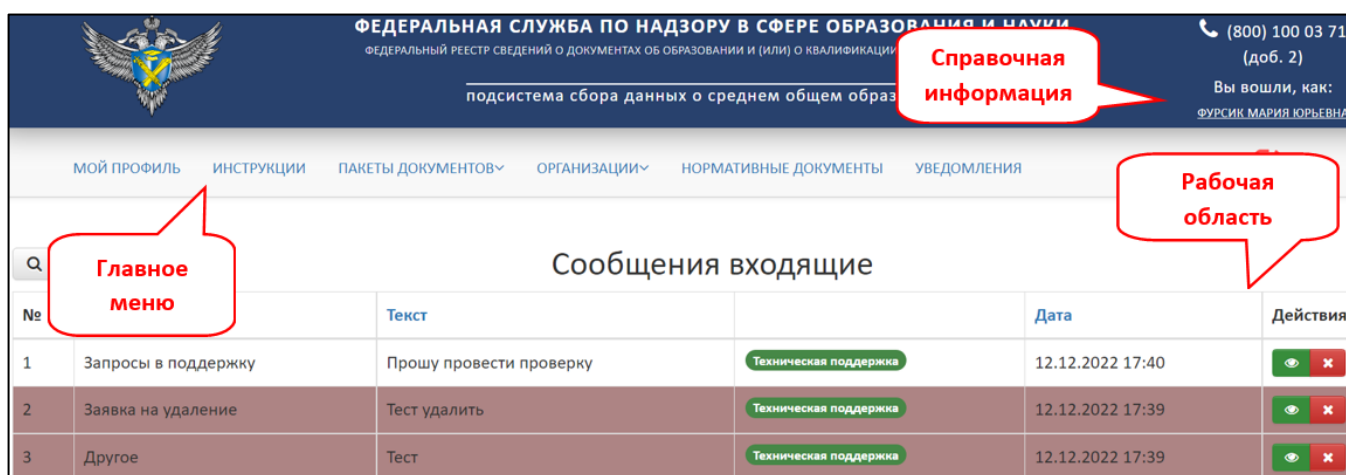 ФЕДЕРАЛЬНАЯ СЛУЖБА ПО НАДЗОРУ В СФЕРЕ ОБРАЗОВАНИЯ И НАУКИ
ФЕДЕРАЛЬНЫЙ РЕЕСТР СВЕДЕНИЙ О ДОКУМЕНТАХ ОБ ОБРАЗОВАНИИ И (ИЛИ) О КВАЛИФИКАЦИИ
подсистема сбора данных о среднем общем образ
Справочная
информация
(800) 100 03 71
(доб. 2)
Вы вошли, как:
ФУРСИК МАРИЯ ЮРЬЕВНА
МОЙ ПРОФИЛЬ ИНСТРУКЦИИ ПАКЕТЫ ДОКУМЕНТОВ ОРГАНИЗАЦИИ НОРМАТИВНЫЕ ДОКУМЕНТЫ УВЕДОМЛЕНИЯ
Рабочая
область
Главное
меню
Сообщения входящие
№ Текст Дата Действия
1 Запросы в поддержку Прошу провести проверку Техническая поддержка 12.12.2022 17:40
2 Заявка на удаление Тест удалить Техническая поддержка 12.12.2022 17:39
3 Другое Тест Техническая поддержка 12.12.2022 17:39